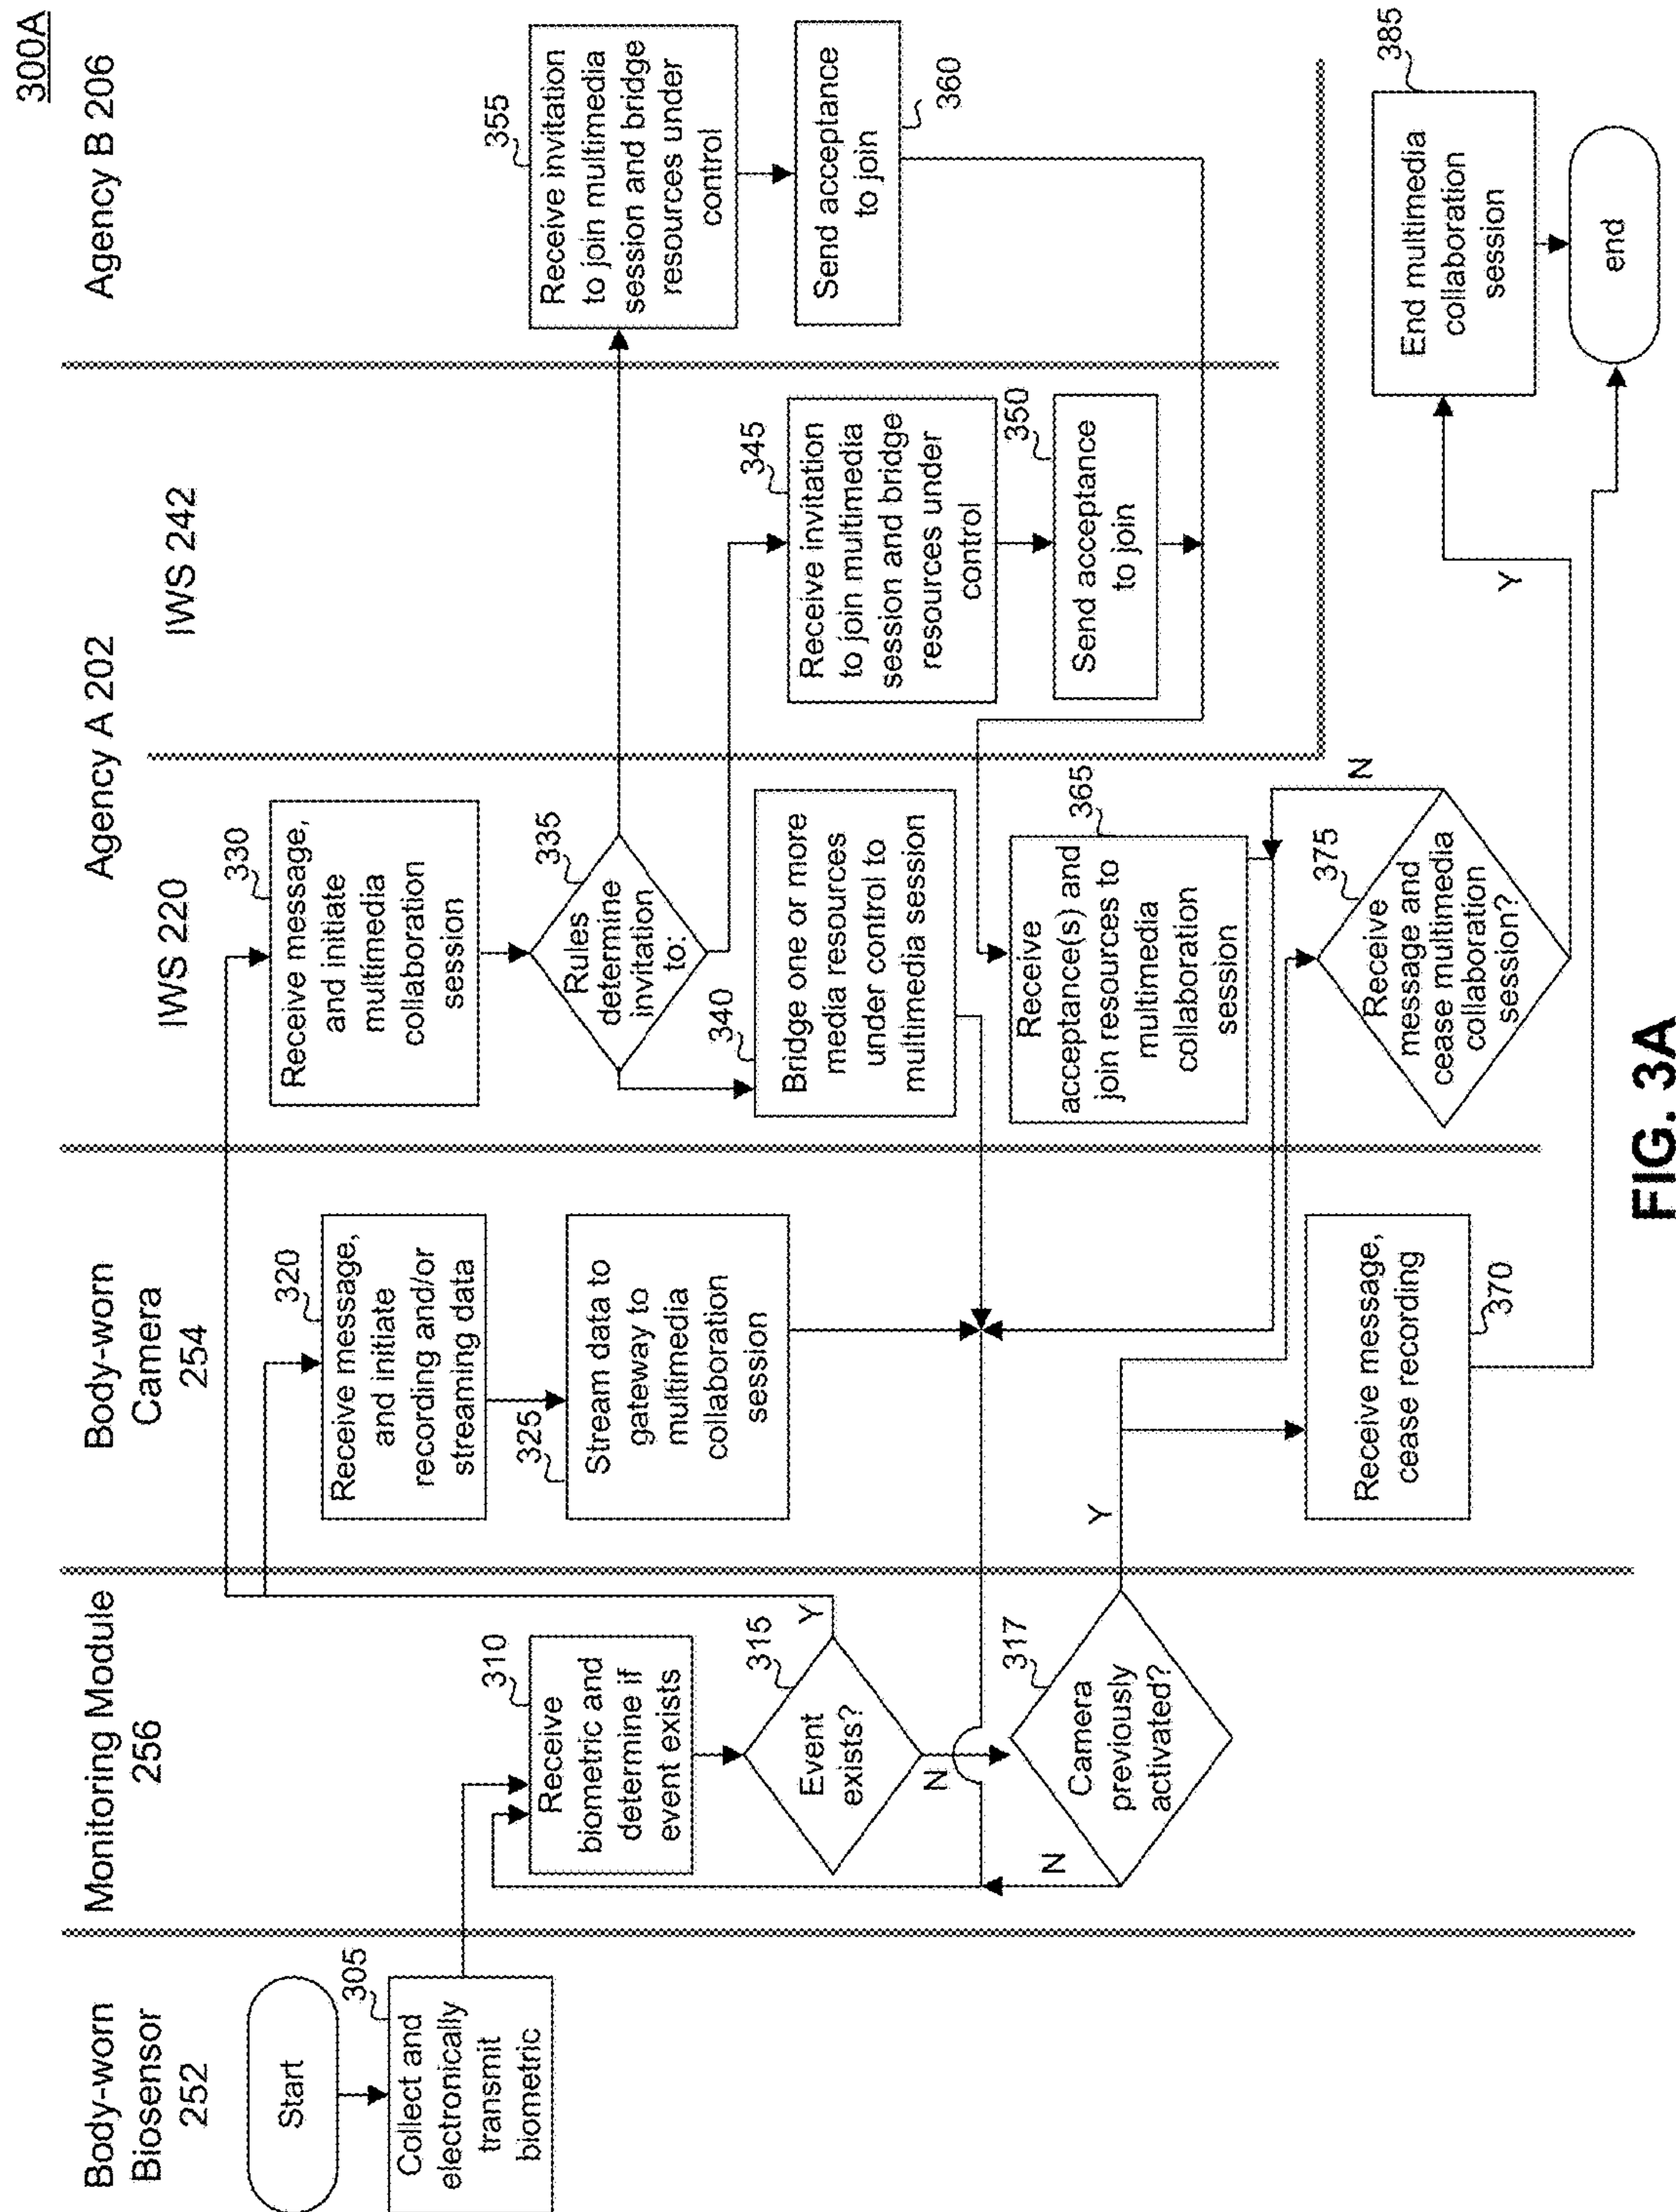 300A
Body-worn
Biosensor
252
Monitoring Module
256
Body-worn
Camera
254
Agency A 202
IWS 220
IWS 242
Agency B 206
Start
305
Collect and
electronically
transmit
biometric
310
Receive
biometric and
determine if
event exists
315
Event
exists?
Y
N
317
Camera
previously
activated?
N
Y
320
Receive message,
and initiate
recording and/or
streaming data
325
Stream data to
gateway to
multimedia
collaboration
session
370
Receive message,
cease recording
330
Receive message,
and initiate
multimedia
collaboration
session
335
Rules
determine
invitation
to:
340
Bridge one or more
media resources
under control to
multimedia session
365
Receive
acceptance(s) and
join resources to
multimedia
collaboration
session
375
Receive
message and
cease multimedia
collaboration
session?
N
Y
345
Receive invitation
to join multimedia
session and bridge
resources under
control
350
Send acceptance
to join
355
Receive invitation
to join multimedia
session and bridge
resources under
control
360
Send acceptance
to join
385
End multimedia
collaboration
session
end
FIG. 3A